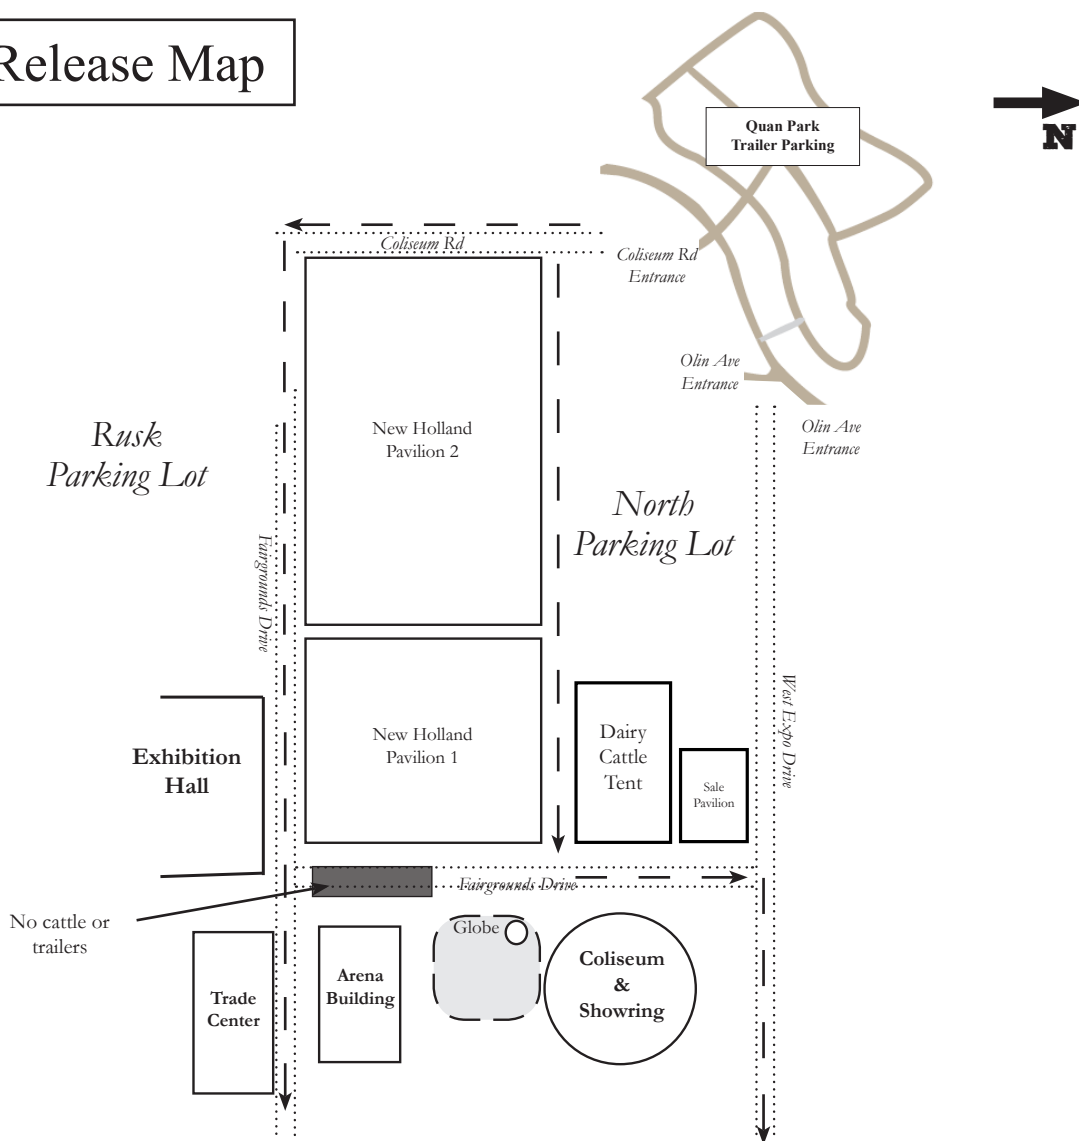 Release Map
Quan Park
Trailer Parking
N
Coliseum Rd
Coliseum Rd
Entrance
Olin Ave
Entrance
Olin Ave
Entrance
Rusk
Parking Lot
New Holland
Pavilion 2
North
Parking Lot
Fairgrounds Drive
New Holland
Pavilion 1
Dairy
Cattle
Tent
Sale
Pavilion
West Expo Drive
Exhibition
Hall
Fairgrounds Drive
No cattle or
trailers
Globe
Trade
Center
Arena
Building
Coliseum
&
Showring